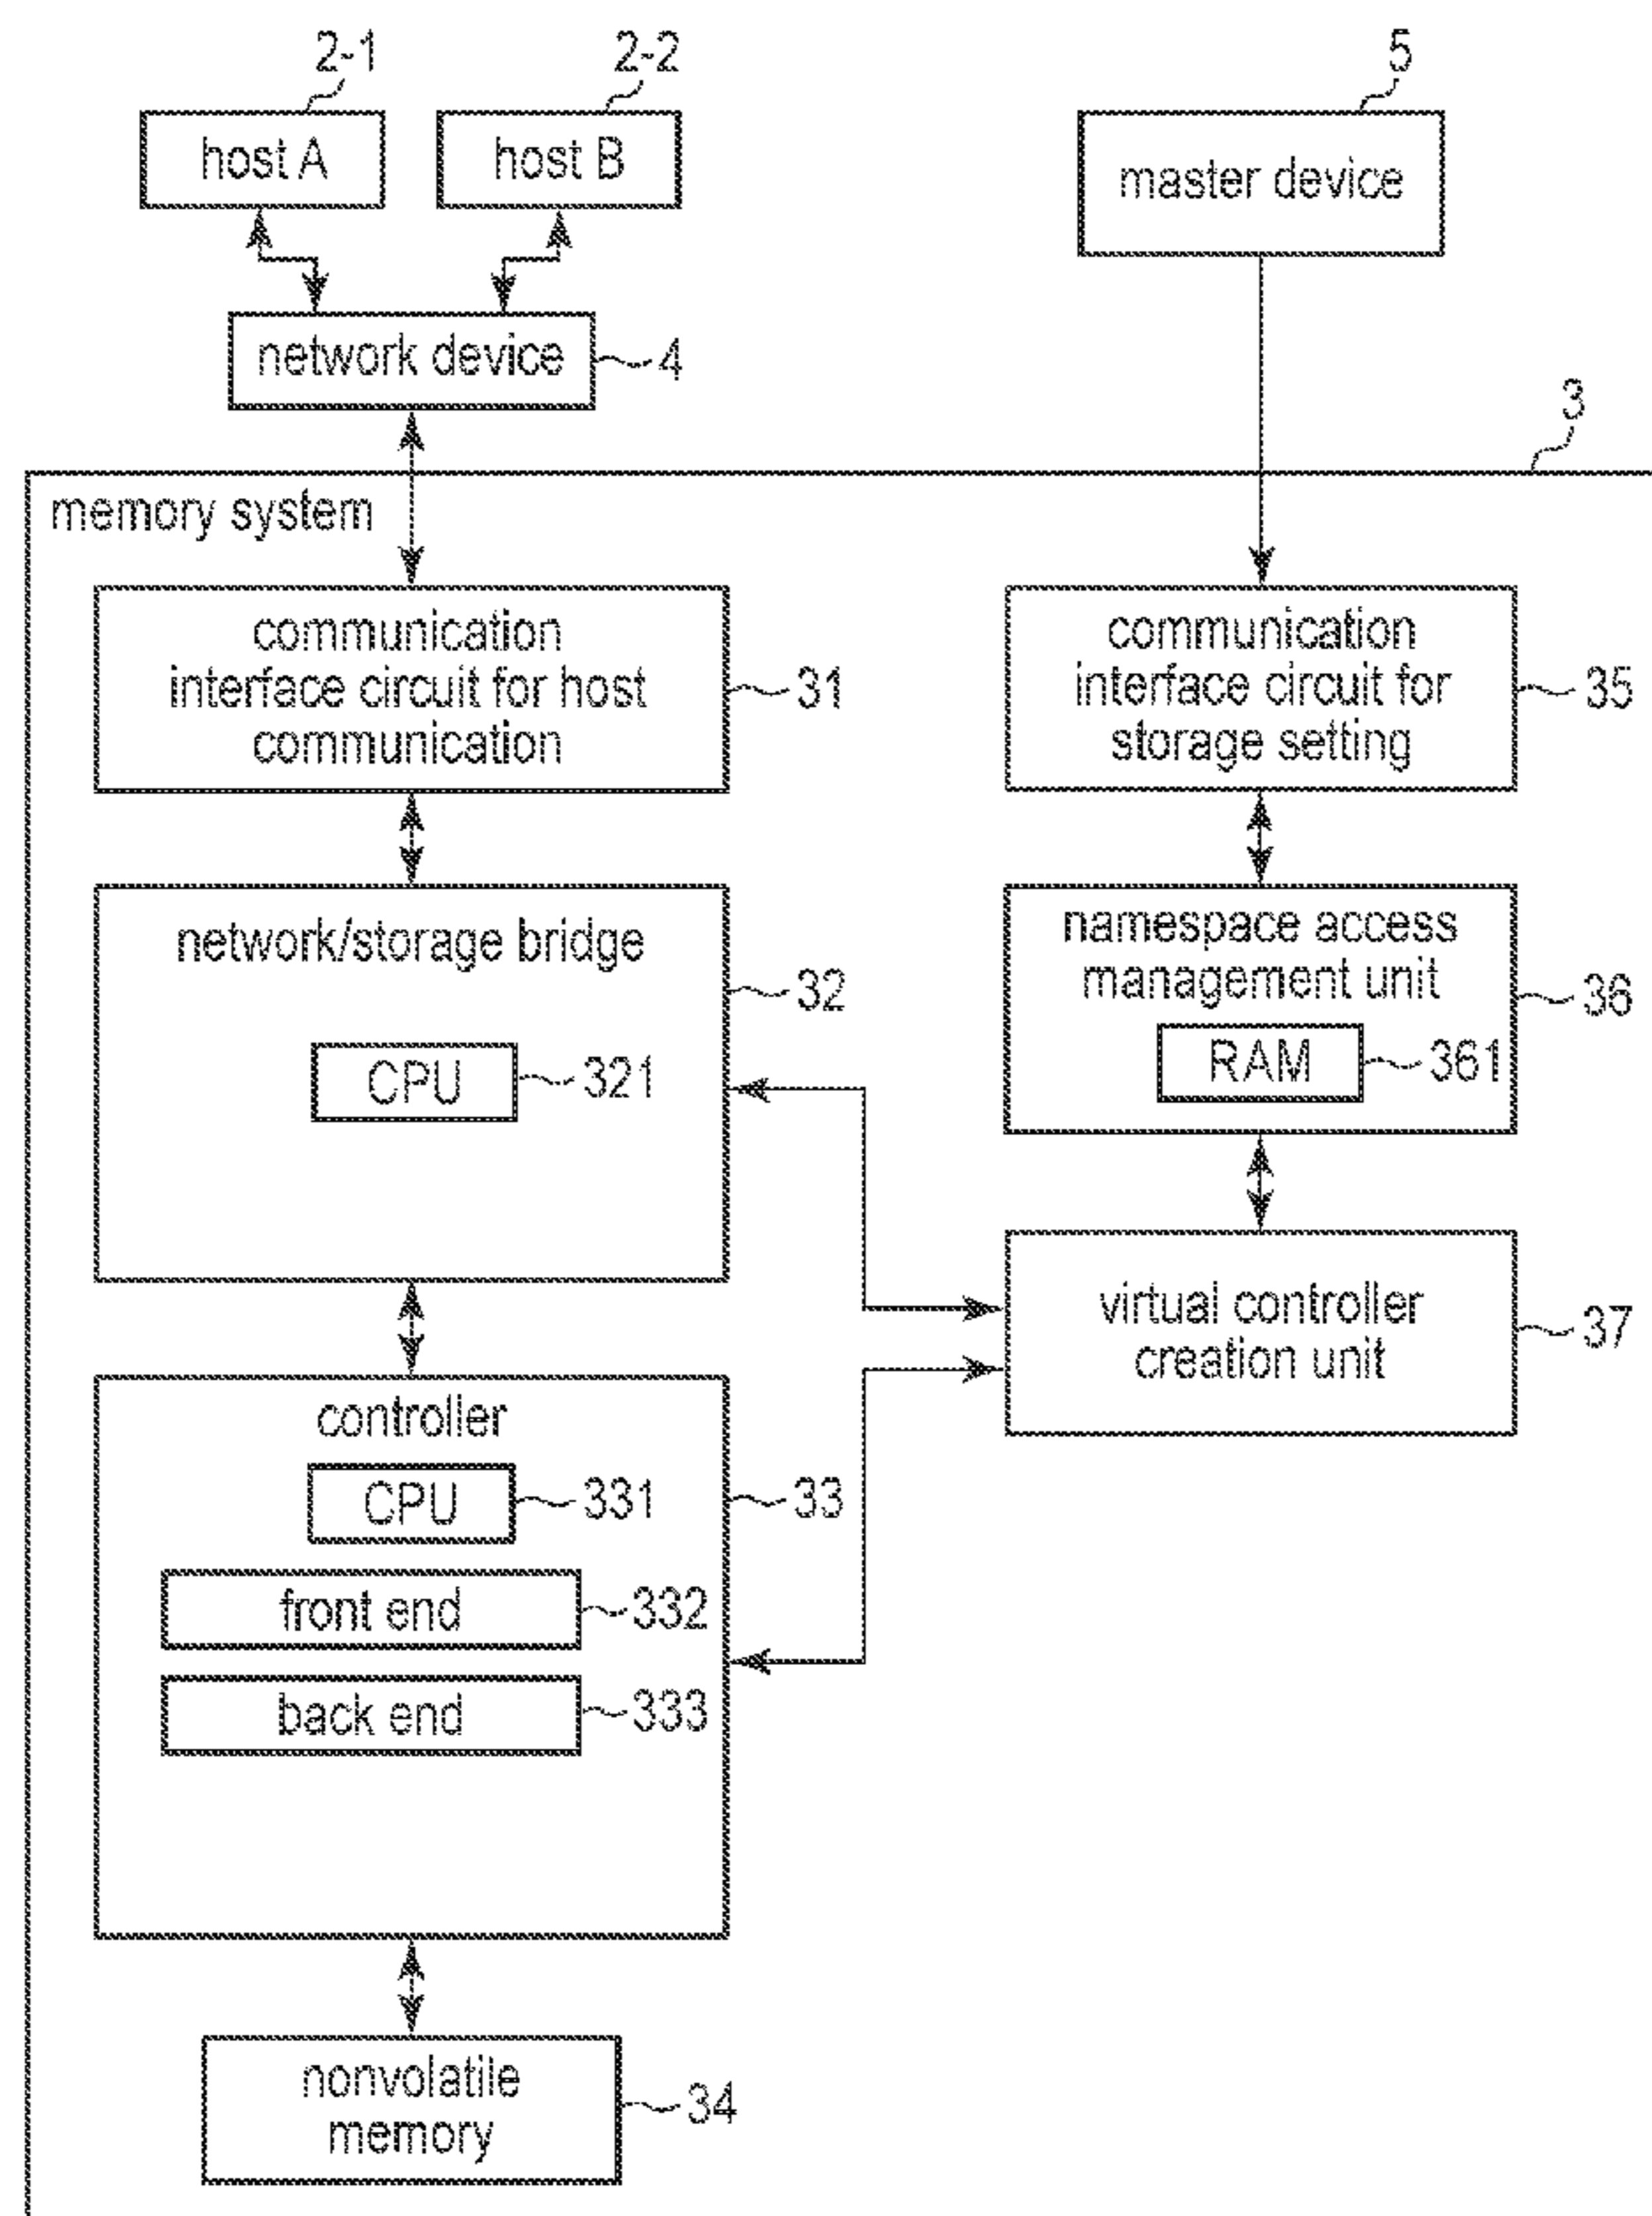 2-1
2-2
5
host A
host B
master device
network device
4
3
memory system
communication
interface circuit for host
communication
31
communication
interface circuit for
storage setting
35
network/storage bridge
32
CPU
321
namespace access
management unit
36
RAM
361
virtual controller
creation unit
37
controller
33
CPU
331
front end
332
back end
333
nonvolatile
memory
34